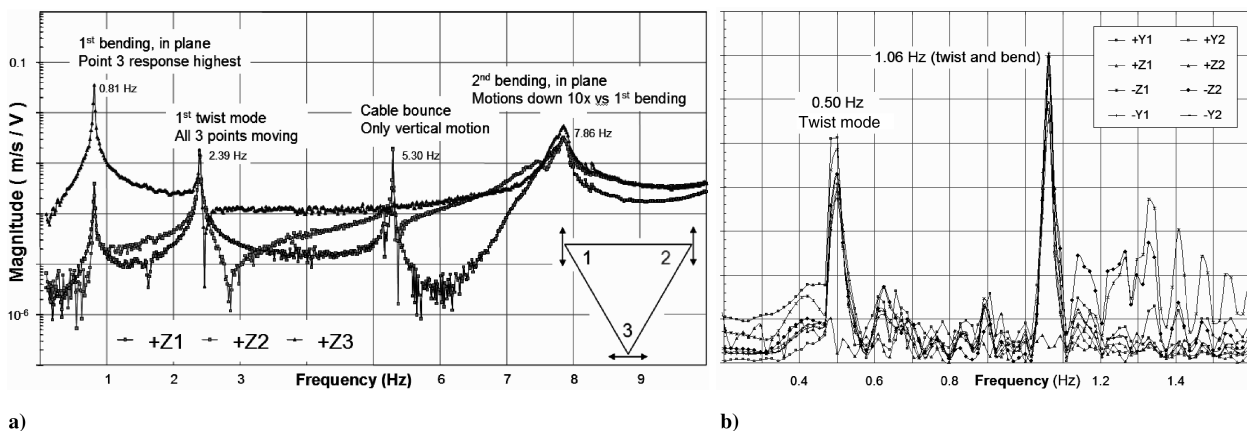 1st bending, in plane
Point 3 response highest
0.81 Hz
1st twist mode
All 3 points moving
2.39 Hz
Cable bounce
Only vertical motion
5.30 Hz
2nd bending, in plane
Motions down 10x vs 1st bending
7.86 Hz
Magnitude ( m/s / V )
0.1
10-6
1 2 3
+Z1 +Z2 +Z3
1 2 3 Frequency (Hz) 6 7 8 9
a)
1.06 Hz (twist and bend)
0.50 Hz
Twist mode
+Y1 +Y2
+Z1 +Z2
-Z1 -Z2
-Y1 -Y2
0.4 0.6 0.8 Frequency (Hz) 1.2 1.4
b)